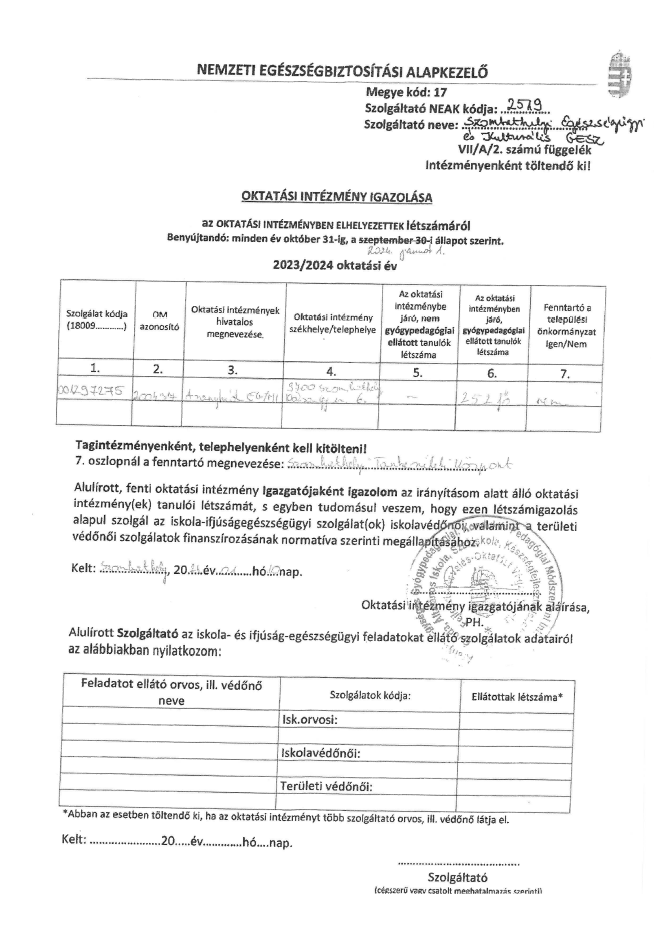 NEMZETI EGÉSZSÉGBIZTOSÍTÁSI ALAPKEZELŐ
Megye kód: 17
Szolgáltató NEAK kódja: 2519
Szolgáltató neve: Szombathelyi Egészségügyi
és Kulturális GESZ
VII/A/2. számú függelék
Intézményenként töltendő ki!
OKTATÁSI INTÉZMÉNY IGAZOLÁSA
az OKTATÁSI INTÉZMÉNYBEN ELHELYEZETTEK létszámáról
Benyújtandó: minden év október 31-ig, a szeptember 30-i állapot szerint.
2024. január 1.
2023/2024 oktatási év
Szolgálat kódja (18009............) OM azonosító Oktatási intézmények hivatalos megnevezése. Oktatási intézmény székhelye/telephelye Az oktatási intézménybe járó, nem gyógypedagógiai ellátott tanulók létszáma Az oktatási intézményben járó, gyógypedagógiai ellátott tanulók létszáma Fenntartó a települési önkormányzat Igen/Nem
1. 2. 3. 4. 5. 6. 7.
001297275 9700 Szombathely 6. – 252 fő nem
Tagintézményenként, telephelyenként kell kitölteni!
7. oszlopnál a fenntartó megnevezése: Szombathelyi Tankerületi Központ
Alulírott, fenti oktatási intézmény Igazgatójaként igazolom az irányításom alatt álló oktatási
intézmény(ek) tanulói létszámát, s egyben tudomásul veszem, hogy ezen létszámigazolás
alapul szolgál az iskola-ifjúságegészségügyi szolgálat(ok) iskolavédőnői, valamint a területi
védőnői szolgálatok finanszírozásának normatíva szerinti megállapításához.
Kelt: Szombathely, 20 év hó nap.
Oktatási intézmény igazgatójának aláírása,
PH.
Alulírott Szolgáltató az iskola- és ifjúság-egészségügyi feladatokat ellátó szolgálatok adatairól
az alábbiakban nyilatkozom:
Feladatot ellátó orvos, ill. védőnő neve Szolgálatok kódja: Ellátottak létszáma*
Isk.orvosi:
Iskolavédőnői:
Területi védőnői:
*Abban az esetben töltendő ki, ha az oktatási intézményt több szolgáltató orvos, ill. védőnő látja el.
Kelt: .......................20.....év.............hó....nap.
Szolgáltató
(cégszerű vagy csatolt meghatalmazás szerinti)